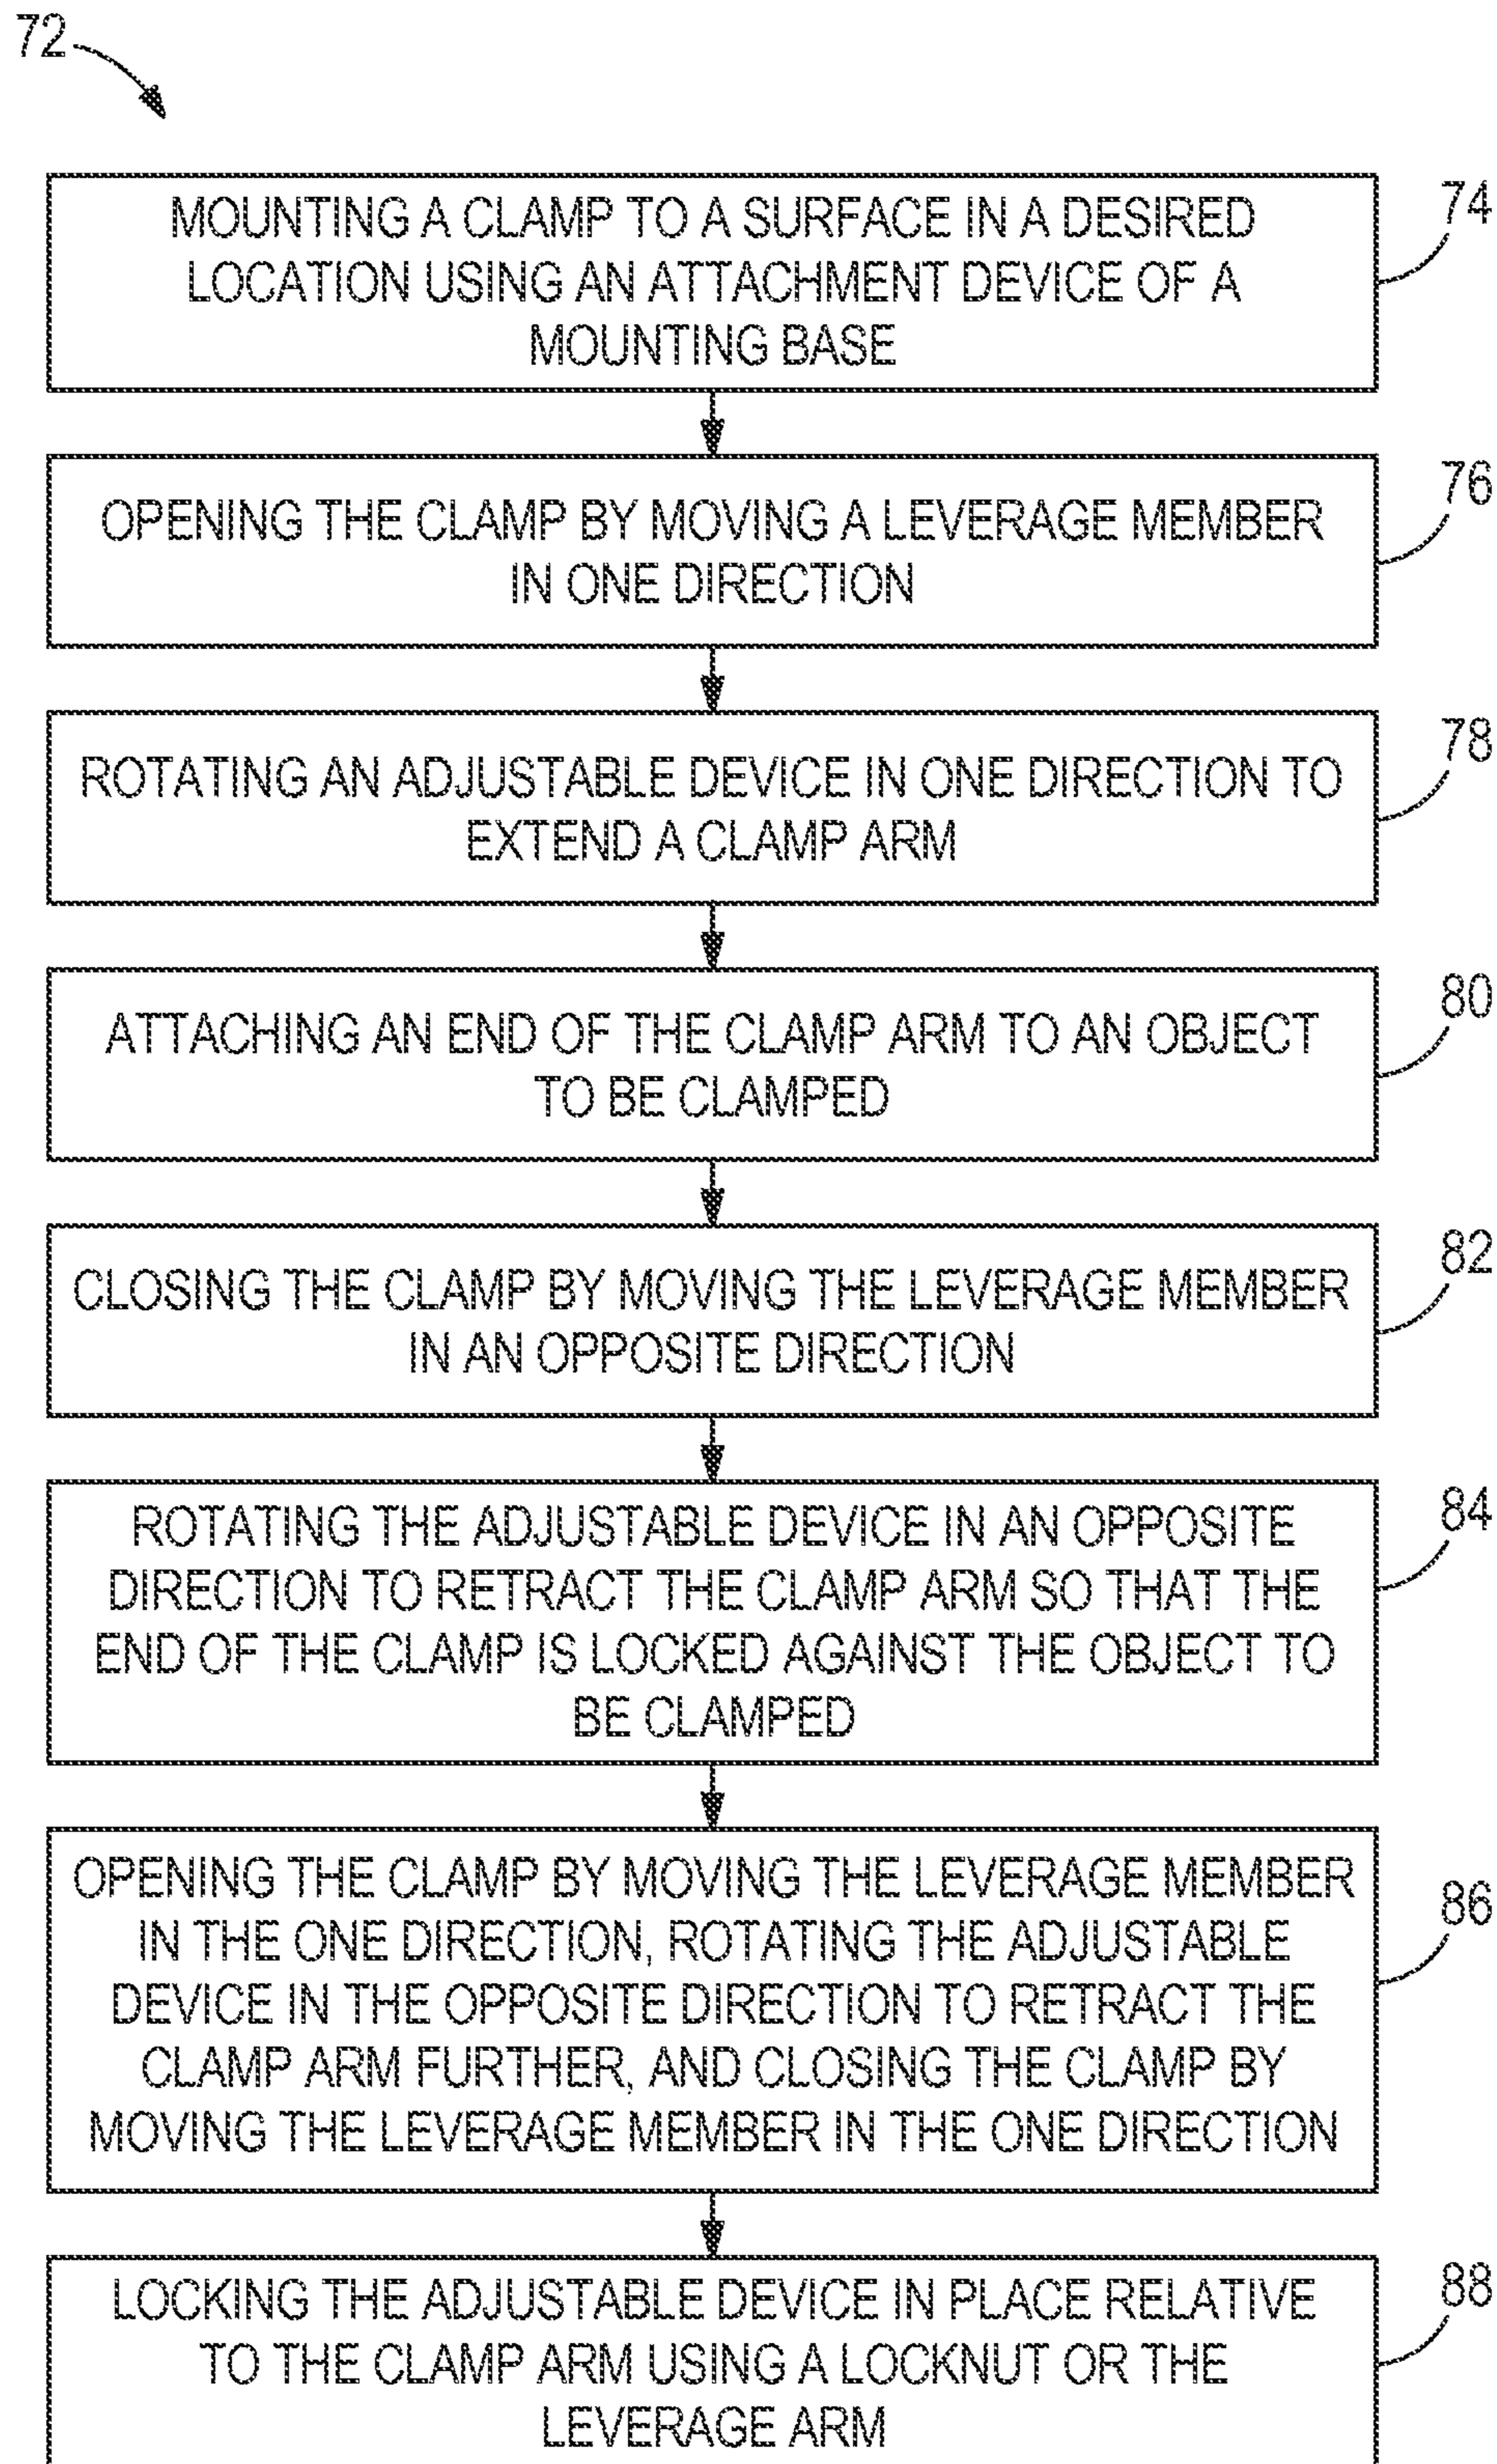 72
MOUNTING A CLAMP TO A SURFACE IN A DESIRED
LOCATION USING AN ATTACHMENT DEVICE OF A
MOUNTING BASE
74
OPENING THE CLAMP BY MOVING A LEVERAGE MEMBER
IN ONE DIRECTION
76
ROTATING AN ADJUSTABLE DEVICE IN ONE DIRECTION TO
EXTEND A CLAMP ARM
78
ATTACHING AN END OF THE CLAMP ARM TO AN OBJECT
TO BE CLAMPED
80
CLOSING THE CLAMP BY MOVING THE LEVERAGE MEMBER
IN AN OPPOSITE DIRECTION
82
ROTATING THE ADJUSTABLE DEVICE IN AN OPPOSITE
DIRECTION TO RETRACT THE CLAMP ARM SO THAT THE
END OF THE CLAMP IS LOCKED AGAINST THE OBJECT TO
BE CLAMPED
84
OPENING THE CLAMP BY MOVING THE LEVERAGE MEMBER
IN THE ONE DIRECTION, ROTATING THE ADJUSTABLE
DEVICE IN THE OPPOSITE DIRECTION TO RETRACT THE
CLAMP ARM FURTHER, AND CLOSING THE CLAMP BY
MOVING THE LEVERAGE MEMBER IN THE ONE DIRECTION
86
LOCKING THE ADJUSTABLE DEVICE IN PLACE RELATIVE
TO THE CLAMP ARM USING A LOCKNUT OR THE
LEVERAGE ARM
88